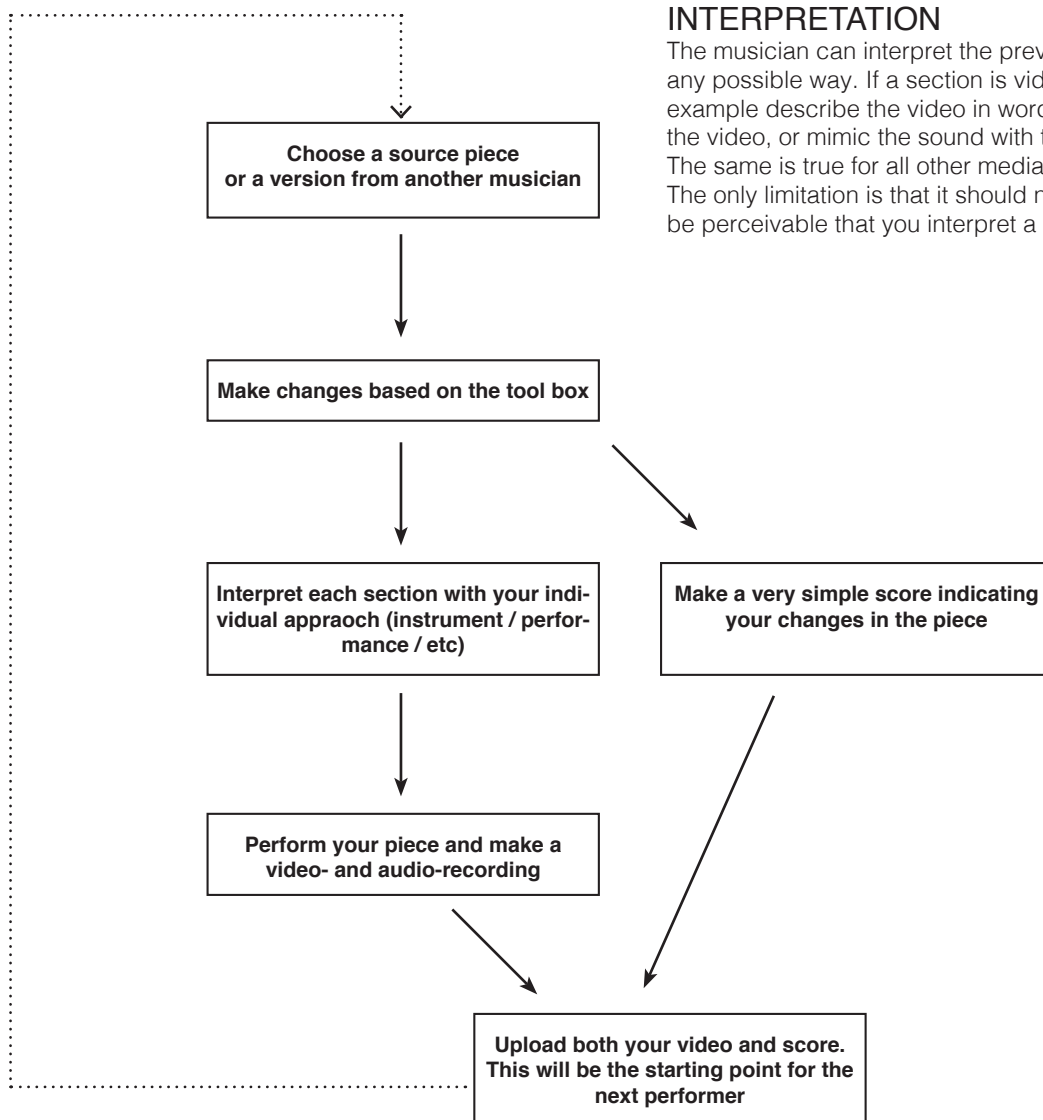 INTERPRETATION
The musician can interpret the prev
any possible way. If a section is vid
example describe the video in word
the video, or mimic the sound with t
The same is true for all other media
The only limitation is that it should n
be perceivable that you interpret a
Choose a source piece
or a version from another musician
Make changes based on the tool box
Interpret each section with your indi-
vidual appraoch (instrument / perfor-
mance / etc)
Make a very simple score indicating
your changes in the piece
Perform your piece and make a
video- and audio-recording
Upload both your video and score.
This will be the starting point for the
next performer